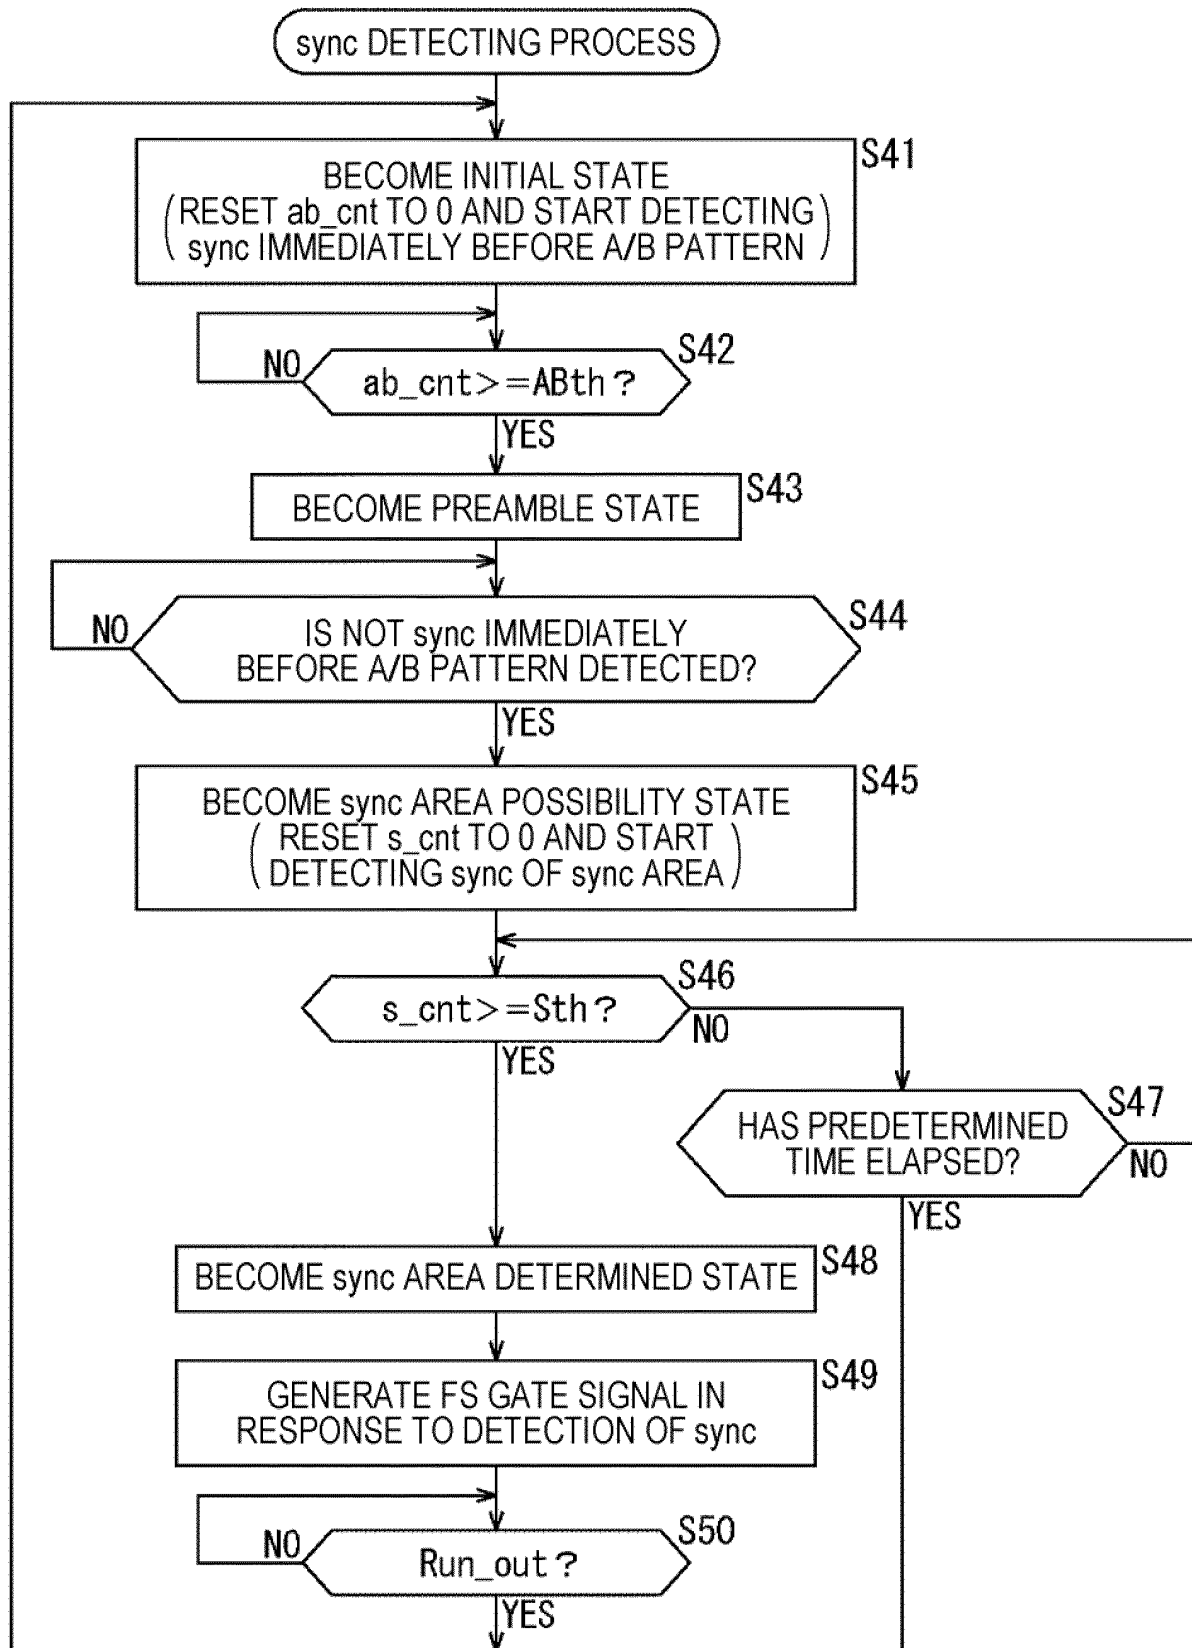 sync DETECTING PROCESS
S41
BECOME INITIAL STATE
(RESET ab_cnt TO 0 AND START DETECTING
sync IMMEDIATELY BEFORE A/B PATTERN)
S42
NO
ab_cnt>=ABth?
YES
S43
BECOME PREAMBLE STATE
S44
NO
IS NOT sync IMMEDIATELY
BEFORE A/B PATTERN DETECTED?
YES
S45
BECOME sync AREA POSSIBILITY STATE
(RESET s_cnt TO 0 AND START
DETECTING sync OF sync AREA)
S46
s_cnt>=Sth?
NO
YES
S47
HAS PREDETERMINED
TIME ELAPSED?
NO
YES
S48
BECOME sync AREA DETERMINED STATE
S49
GENERATE FS GATE SIGNAL IN
RESPONSE TO DETECTION OF sync
S50
NO
Run_out?
YES